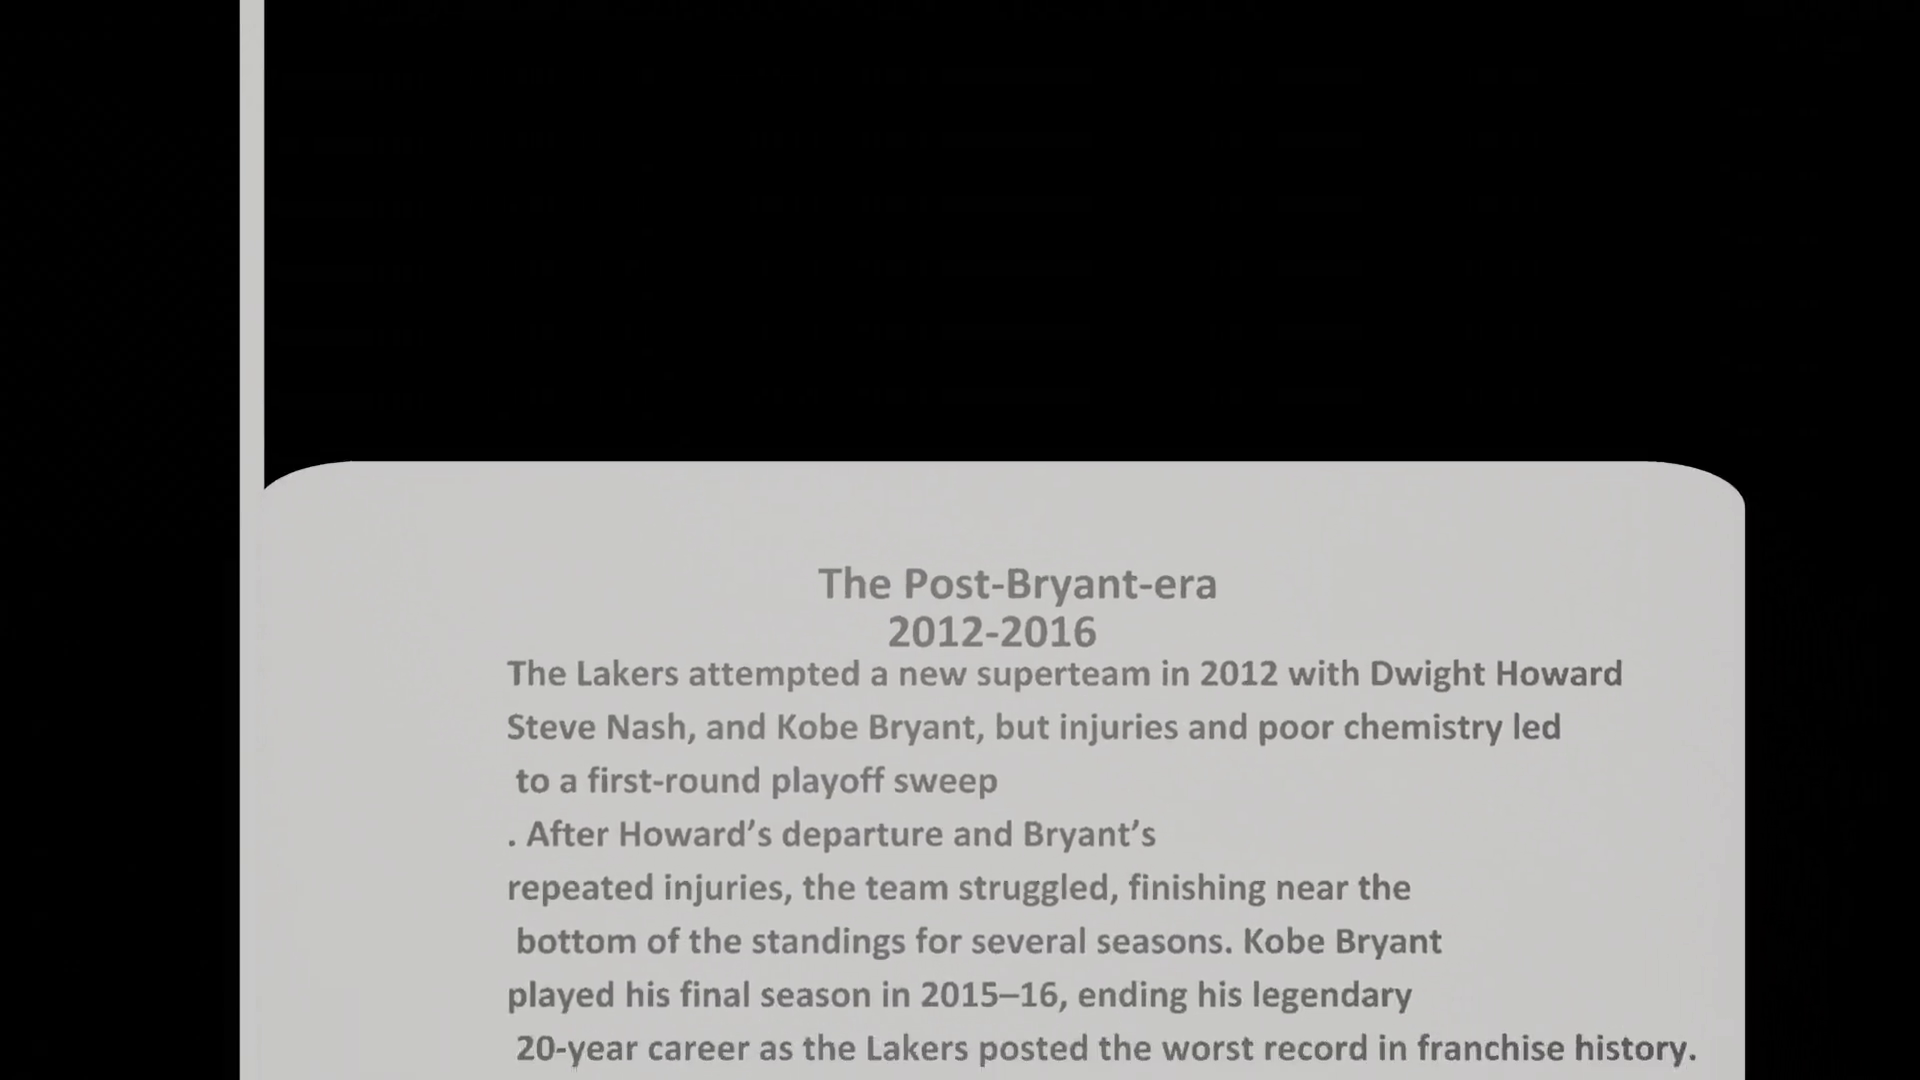 The Post-Bryant-era
2012-2016
The Lakers attempted a new superteam in 2012 with Dwight Howard
Steve Nash, and Kobe Bryant, but injuries and poor chemistry led
to a first-round playoff sweep
. After Howard’s departure and Bryant’s
repeated injuries, the team struggled, finishing near the
bottom of the standings for several seasons. Kobe Bryant
played his final season in 2015–16, ending his legendary
20-year career as the Lakers posted the worst record in franchise history.